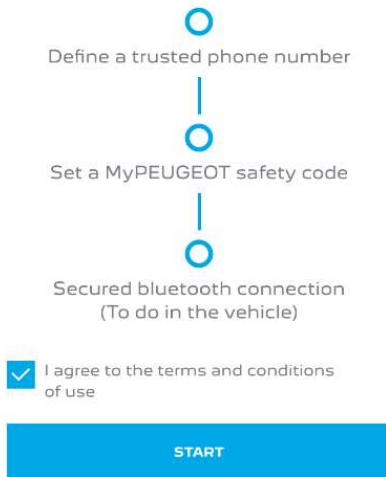 Define a trusted phone number
Set a MyPEUGEOT safety code
Secured bluetooth connection
(To do in the vehicle)
I agree to the terms and conditions
of use
START